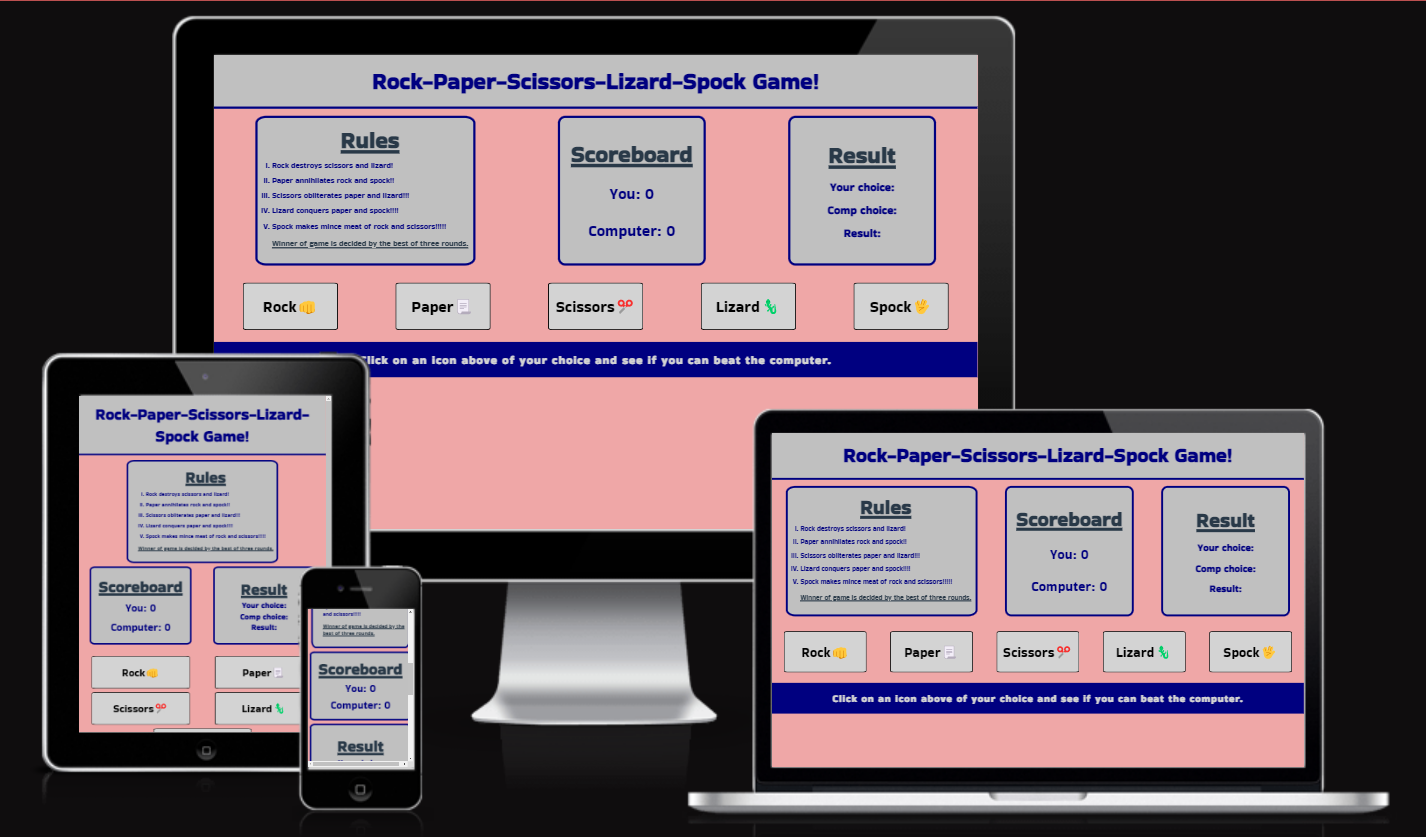 Rock-Paper-Scissors-Lizard-Spock Game!
Rules
I. Rock destroys scissors and lizard!
II. Paper annihilates rock and spock!!
III. Scissors obliterates paper and lizard!!!
IV. Lizard conquers paper and spock!!!!
V. Spock makes mince meat of rock and scissors!!!!!
Winner of game is decided by the best of three rounds.
Scoreboard
You: 0
Computer: 0
Result
Your choice:
Comp choice:
Result:
Rock
Paper
Scissors
Lizard
Spock
Click on an icon above of your choice and see if you can beat the computer.
Rock-Paper-Scissors-Lizard-
Spock Game!
Rules
I. Rock destroys scissors and lizard!
II. Paper annihilates rock and spock!!
III. Scissors obliterates paper and lizard!!!
IV. Lizard conquers paper and spock!!!!
V. Spock makes mince meat of rock and scissors!!!!!
Winner of game is decided by the best of three rounds.
Scoreboard
You: 0
Computer: 0
Result
Your choice:
Comp choice:
Result:
Rock
Paper
Scissors
Lizard
and scissors!!!!!
Winner of game is decided by the
best of three rounds.
Scoreboard
You: 0
Computer: 0
Result
Rock-Paper-Scissors-Lizard-Spock Game!
Rules
I. Rock destroys scissors and lizard!
II. Paper annihilates rock and spock!!
III. Scissors obliterates paper and lizard!!!
IV. Lizard conquers paper and spock!!!!
V. Spock makes mince meat of rock and scissors!!!!!
Winner of game is decided by the best of three rounds.
Scoreboard
You: 0
Computer: 0
Result
Your choice:
Comp choice:
Result:
Rock
Paper
Scissors
Lizard
Spock
Click on an icon above of your choice and see if you can beat the computer.